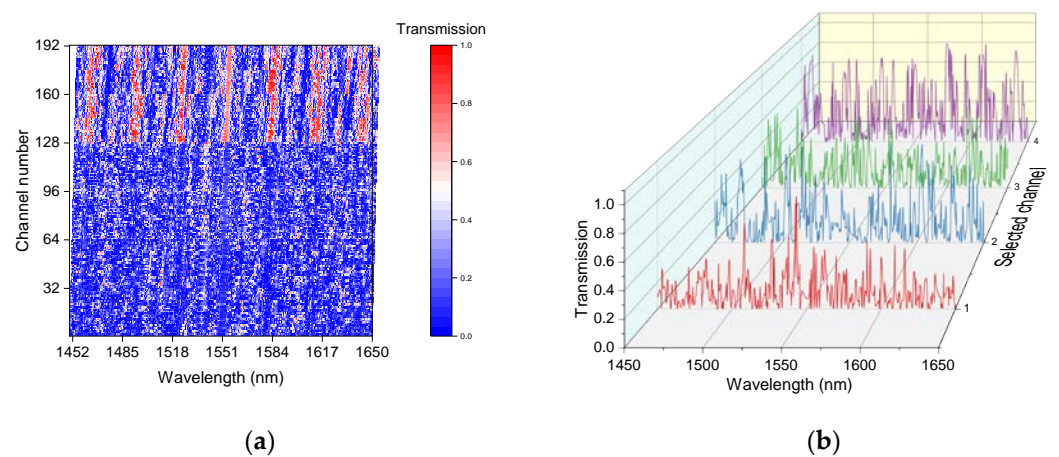 Transmission
192
160
128
96
64
32
Channel number
1452 1485 1518 1551 1584 1617 1650
Wavelength (nm)
1.0
0.8
0.6
0.4
0.2
0.0
(a)
1.0
0.8
0.6
0.4
0.2
0.0
Transmission
1450 1500 1550 1600 1650
Wavelength (nm)
1
2
3
4
Selected channel
(b)